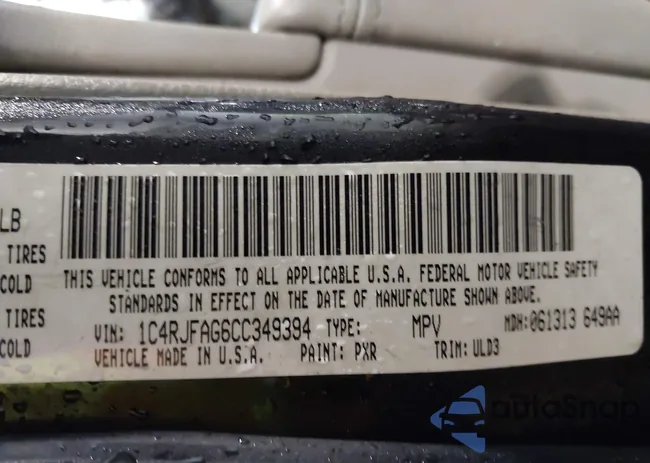 LB
TIRES
COLD
TIRES
COLD
THIS VEHICLE CONFORMS TO ALL APPLICABLE U.S.A. FEDERAL MOTOR VEHICLE SAFETY
STANDARDS IN EFFECT ON THE DATE OF MANUFACTURE SHOWN ABOVE.
VIN: 1C4RJFAG6CC349394 TYPE: MPV MDH:061313 649AA
VEHICLE MADE IN U.S.A. PAINT: PXR TRIM: ULD3
autoSnap